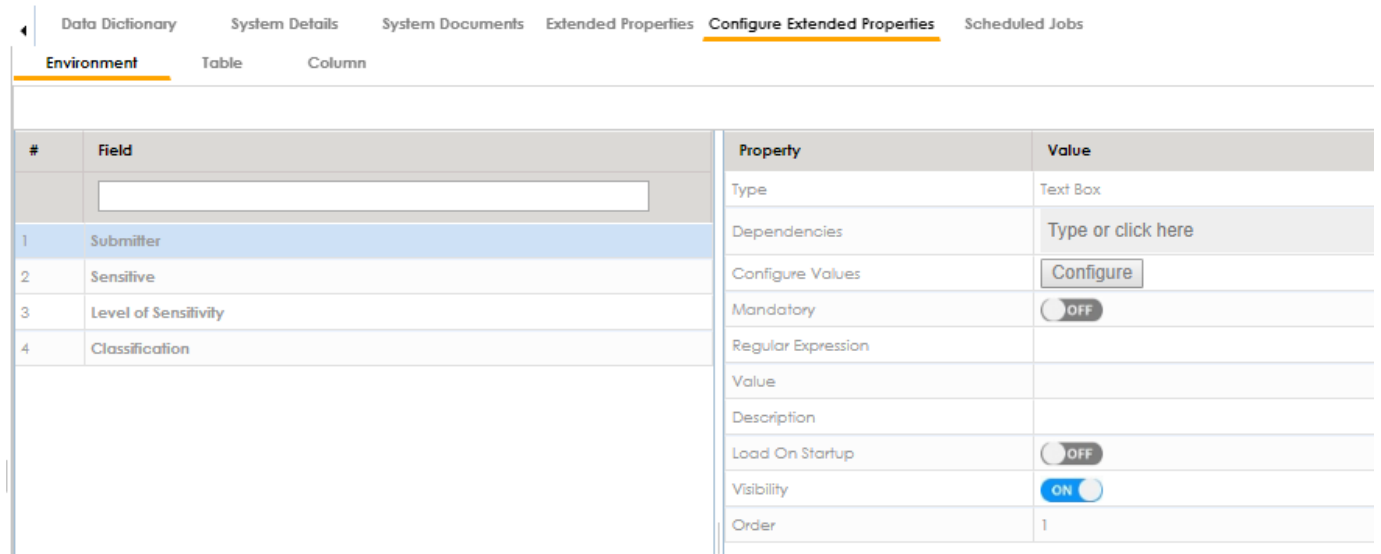 Data Dictionary System Details System Documents Extended Properties Configure Extended Properties Scheduled Jobs
Environment Table Column
# Field
1 Submitter
2 Sensitive
3 Level of Sensitivity
4 Classification
Property Value
Type Text Box
Dependencies Type or click here
Configure Values Configure
Mandatory OFF
Regular Expression
Value
Description
Load On Startup OFF
Visibility ON
Order 1